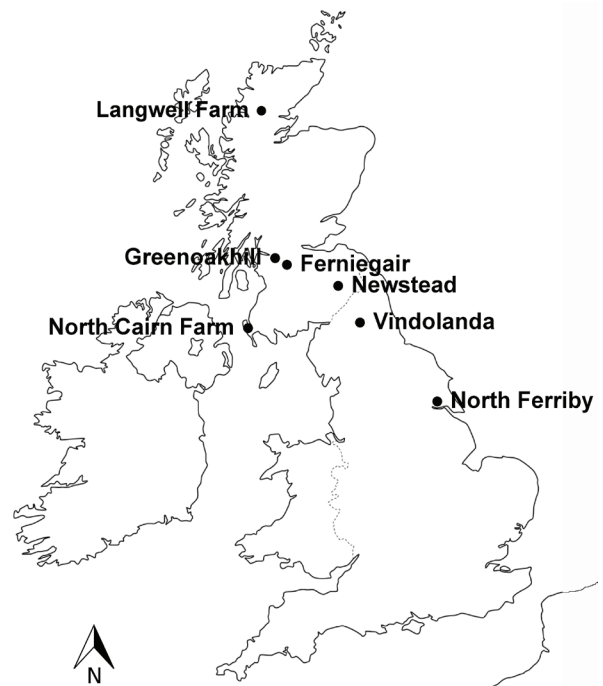 Langwell Farm
Greenoakhill
Ferniegair
Newstead
North Cairn Farm
Vindolanda
North Ferriby
N